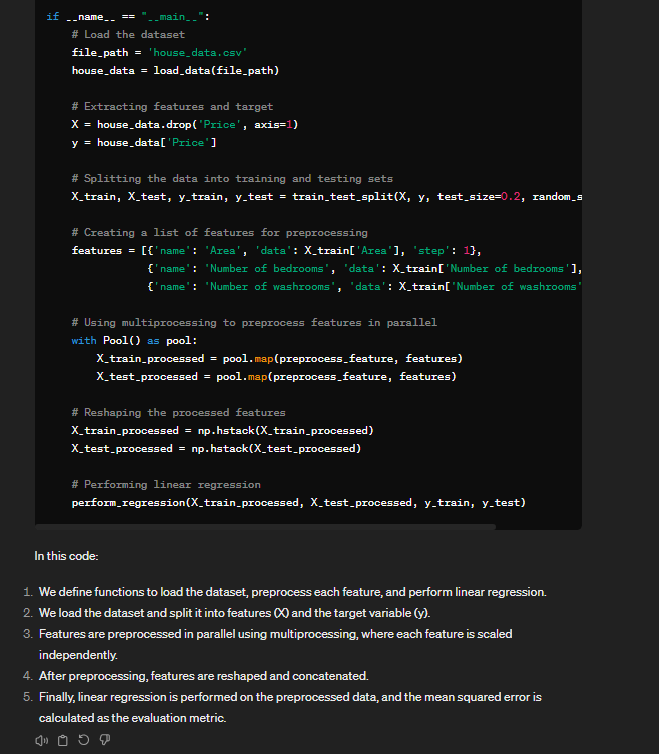 if __name__ == "__main__":
# Load the dataset
file_path = 'house_data.csv'
house_data = load_data(file_path)
# Extracting features and target
X = house_data.drop('Price', axis=1)
y = house_data['Price']
# Splitting the data into training and testing sets
X_train, X_test, y_train, y_test = train_test_split(X, y, test_size=0.2, random_s
# Creating a list of features for preprocessing
features = [{'name': 'Area', 'data': X_train['Area'], 'step': 1},
{'name': 'Number of bedrooms', 'data': X_train['Number of bedrooms'],
{'name': 'Number of washrooms', 'data': X_train['Number of washrooms'
# Using multiprocessing to preprocess features in parallel
with Pool() as pool:
X_train_processed = pool.map(preprocess_feature, features)
X_test_processed = pool.map(preprocess_feature, features)
# Reshaping the processed features
X_train_processed = np.hstack(X_train_processed)
X_test_processed = np.hstack(X_test_processed)
# Performing linear regression
perform_regression(X_train_processed, X_test_processed, y_train, y_test)
In this code:
1. We define functions to load the dataset, preprocess each feature, and perform linear regression.
2. We load the dataset and split it into features (X) and the target variable (y).
3. Features are preprocessed in parallel using multiprocessing, where each feature is scaled
independently.
4. After preprocessing, features are reshaped and concatenated.
5. Finally, linear regression is performed on the preprocessed data, and the mean squared error is
calculated as the evaluation metric.